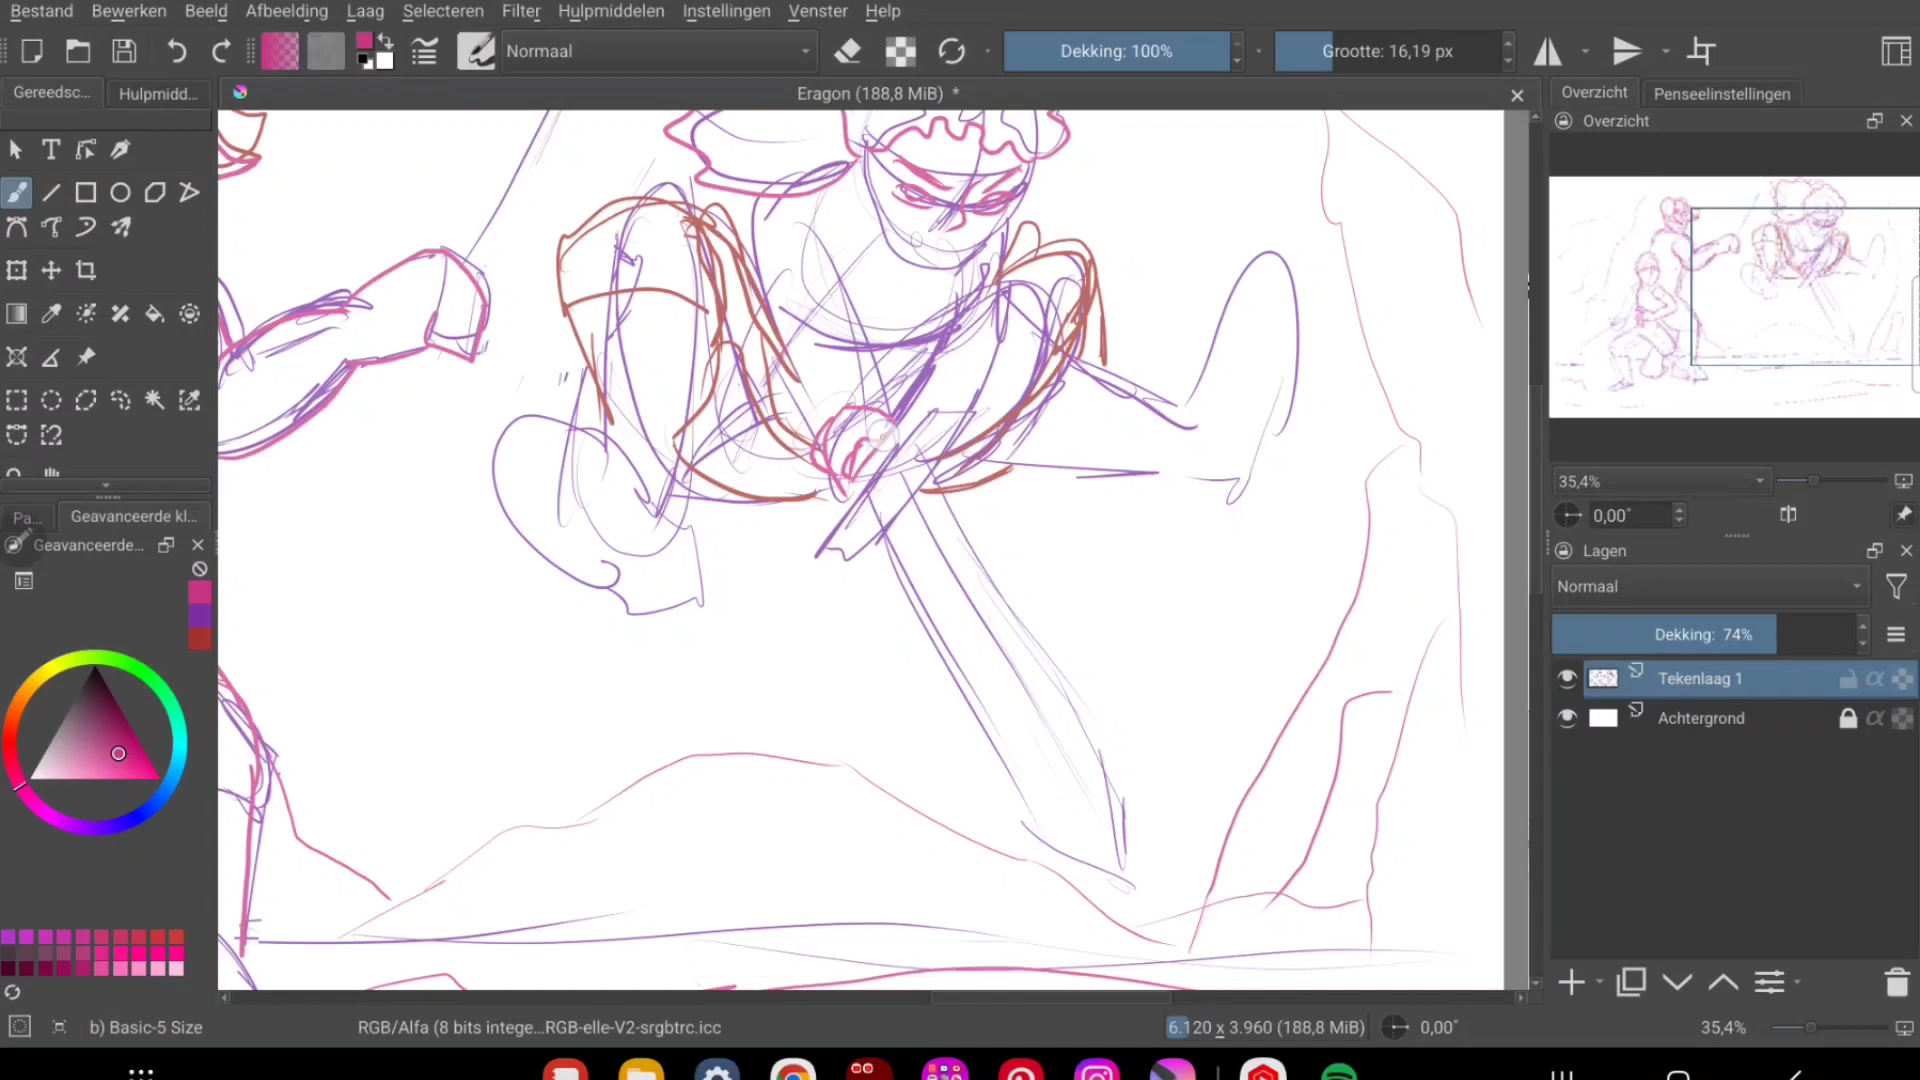 Bestand Bewerken Beeld Afbeelding Laag Selecteren Filter Hulpmiddelen Instellingen Venster Help
Normaal Dekking: 100% Grootte: 16,19 px
Gereedsc... Hulpmidd... Eragon (188,8 MiB) * Overzicht Penseelinstellingen
Overzicht
35,4%
0,00°
Pa... Geavanceerde kl...
Geavanceerde...
Lagen
Normaal
Dekking: 74%
Tekenlaag 1
Achtergrond
b) Basic-5 Size RGB/Alfa (8 bits intege...RGB-elle-V2-srgbtrc.icc 6.120 x 3.960 (188,8 MiB) 0,00° 35,4%